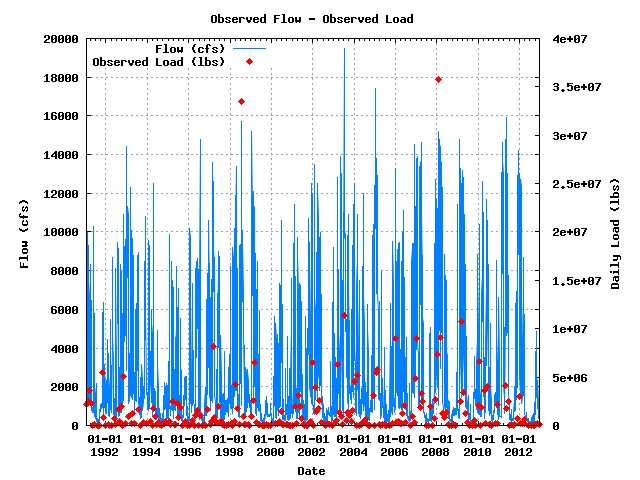 Observed Flow - Observed Load
Flow (cfs)
Observed Load (lbs)
20000
18000
16000
14000
12000
10000
8000
6000
4000
2000
0
Flow (cfs)
4e+07
3.5e+07
3e+07
2.5e+07
2e+07
1.5e+07
1e+07
5e+06
0
Daily Load (lbs)
01-01 01-01 01-01 01-01 01-01 01-01 01-01 01-01 01-01 01-01 01-01
1992 1994 1996 1998 2000 2002 2004 2006 2008 2010 2012
Date